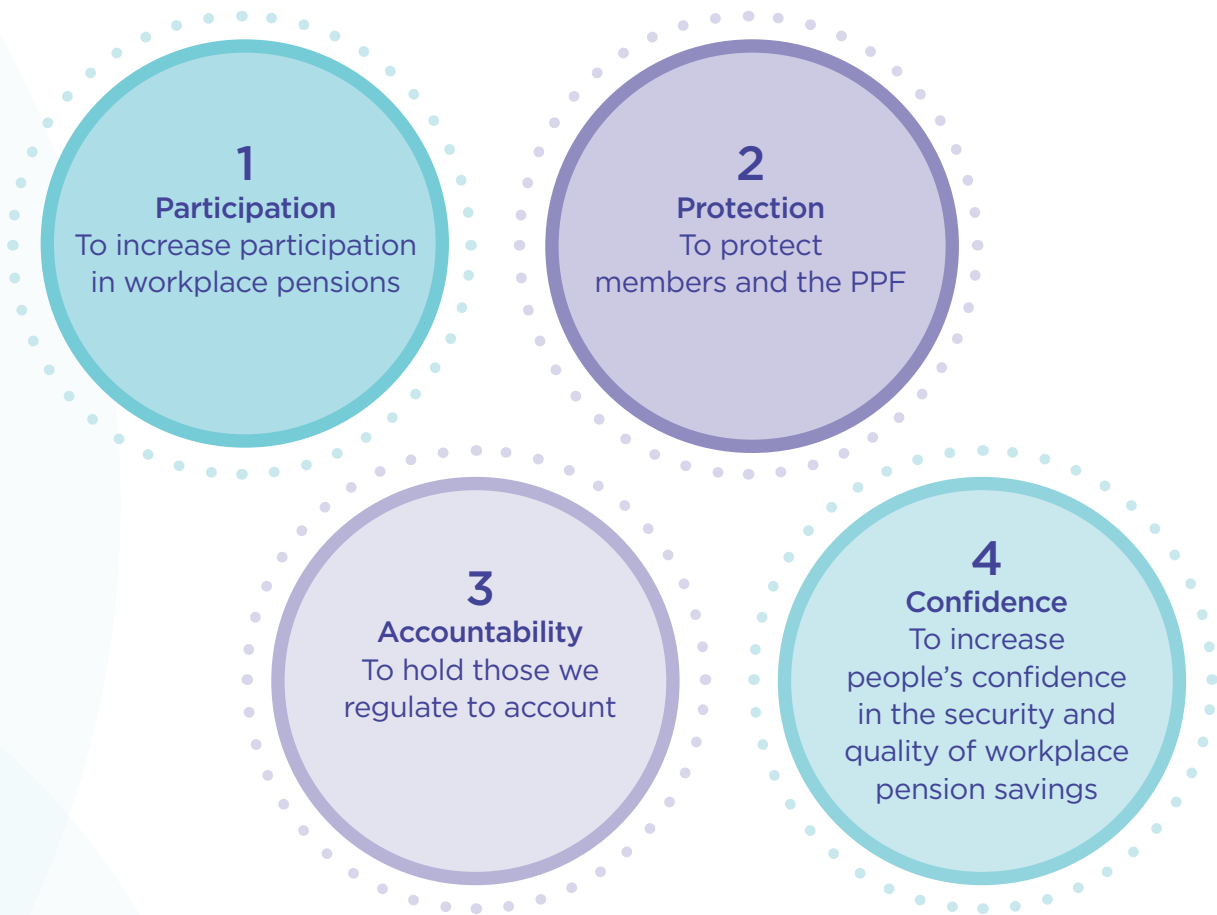 1
Participation
To increase participation
in workplace pensions
2
Protection
To protect
members and the PPF
3
Accountability
To hold those we
regulate to account
4
Confidence
To increase
people’s confidence
in the security and
quality of workplace
pension savings